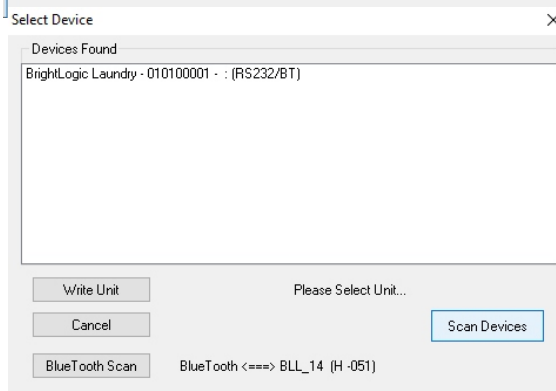 Select Device
Devices Found
BrightLogic Laundry - 010100001 - : (RS232/BT)
Write Unit
Please Select Unit...
Cancel
Scan Devices
BlueTooth Scan
BlueTooth <===> BLL_14 (H -051)